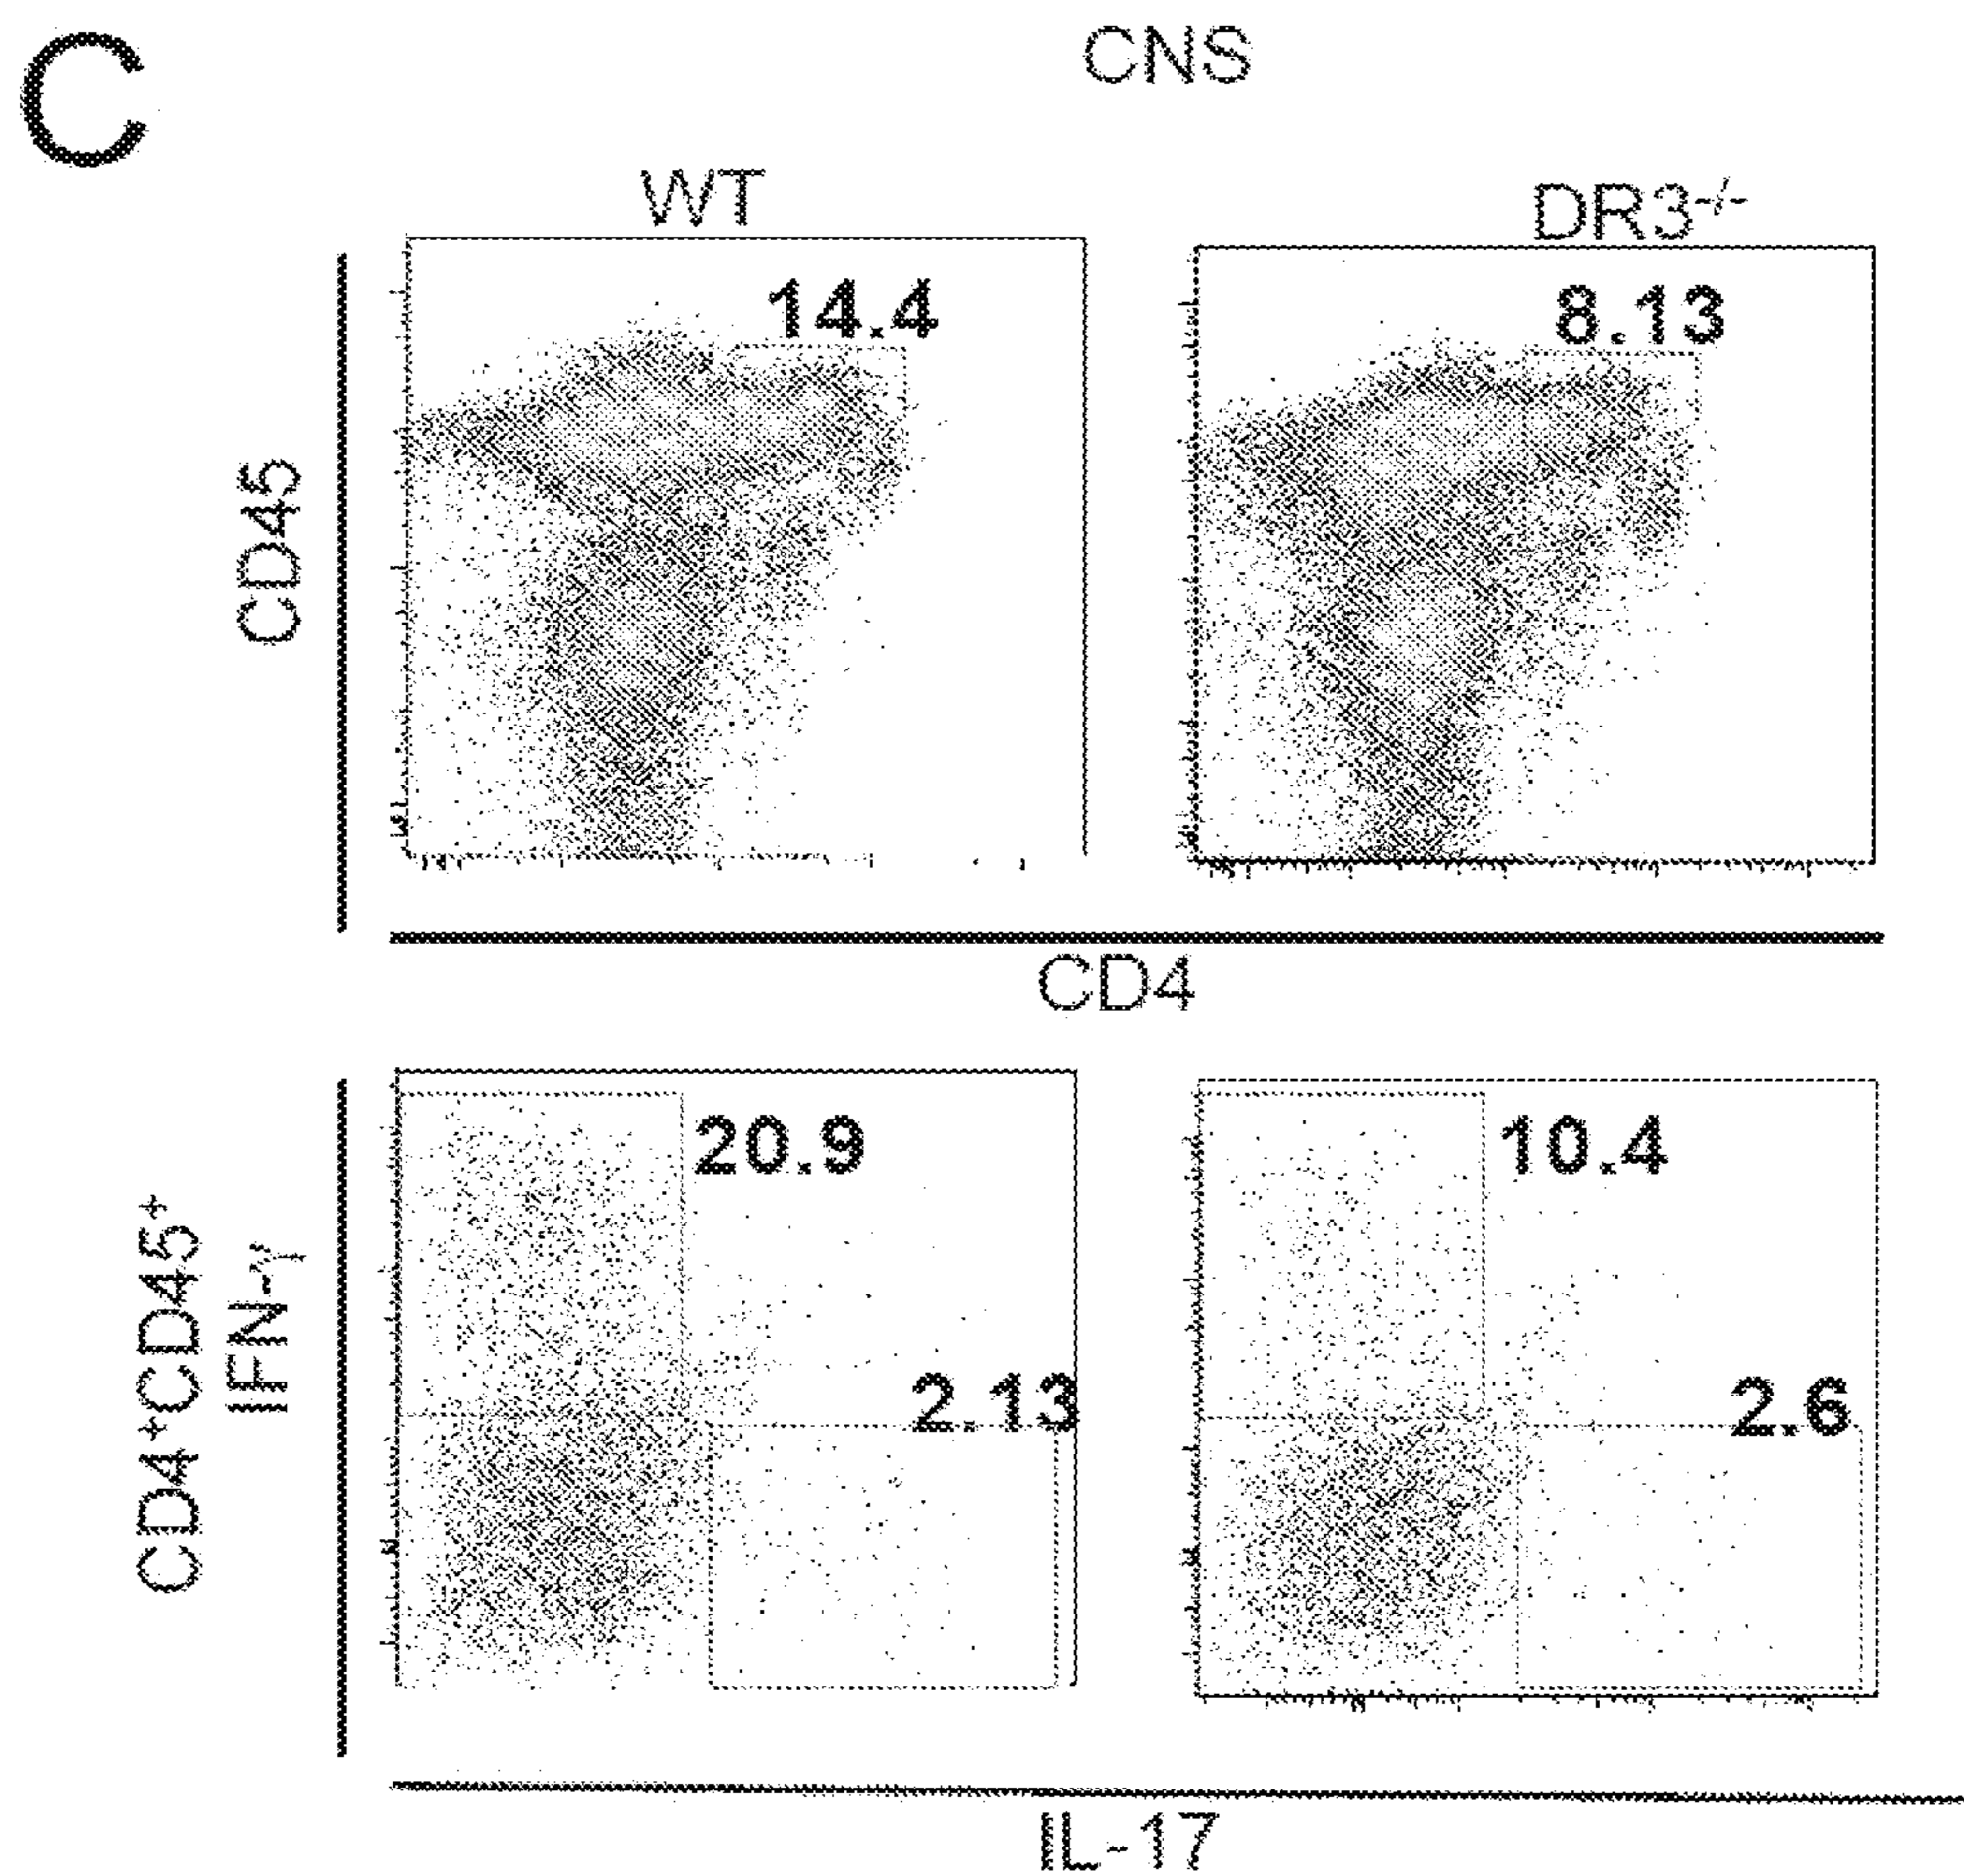 C
CNS
WT
DR3-/-
14.4
8.13
CD45
CD4
20.9
10.4
2.13
2.6
CD4+CD45+
IFN-γ
IL-17